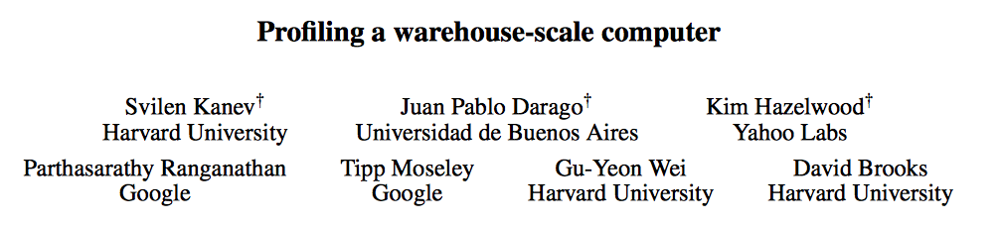 Profiling a warehouse-scale computer
Svilen Kanev† Juan Pablo Darago† Kim Hazelwood†
Harvard University Universidad de Buenos Aires Yahoo Labs
Parthasarathy Ranganathan Tipp Moseley Gu-Yeon Wei David Brooks
Google Google Harvard University Harvard University